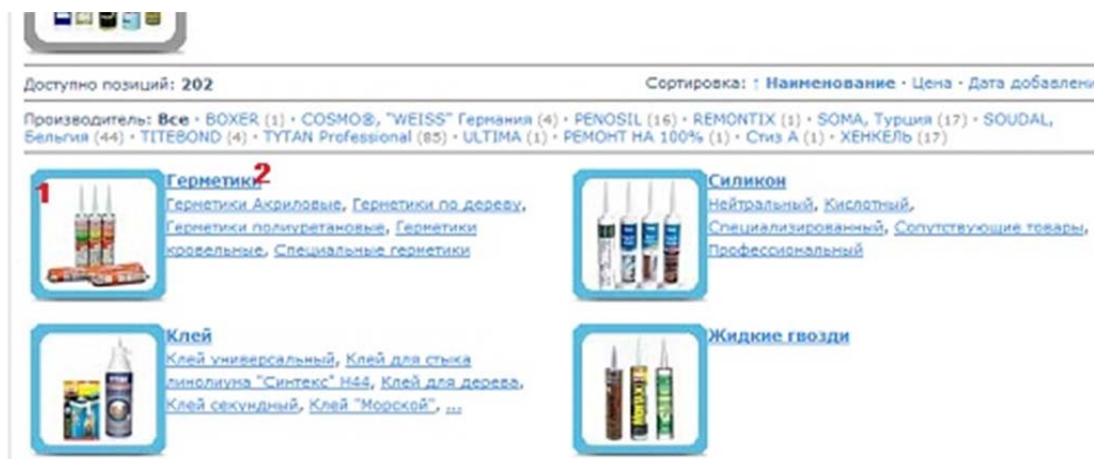 Доступно позиций: 202
Сортировка: ↑ Наименование · Цена · Дата добавлени
Производитель: Все · BOXER (1) · COSMO®, "WEISS" Германия (4) · PENOSIL (16) · REMONTIX (1) · SOMA, Турция (17) · SOUDAL,
Бельгия (44) · TITEBOND (4) · TYTAN Professional (85) · ULTIMA (1) · РЕМОНТ НА 100% (1) · Стиз А (1) · ХЕНКЕЛЬ (17)
1
Герметики 2
Герметики Акриловые, Герметики по дереву,
Герметики полиуретановые, Герметики
кровельные, Специальные герметики
Силикон
Нейтральный, Кислотный,
Специализированный, Сопутствующие товары,
Профессиональный
Клей
Клей универсальный, Клей для стыка
линолиума "Синтекс" Н44, Клей для дерева,
Клей секундный, Клей "Морской", ...
Жидкие гвозди